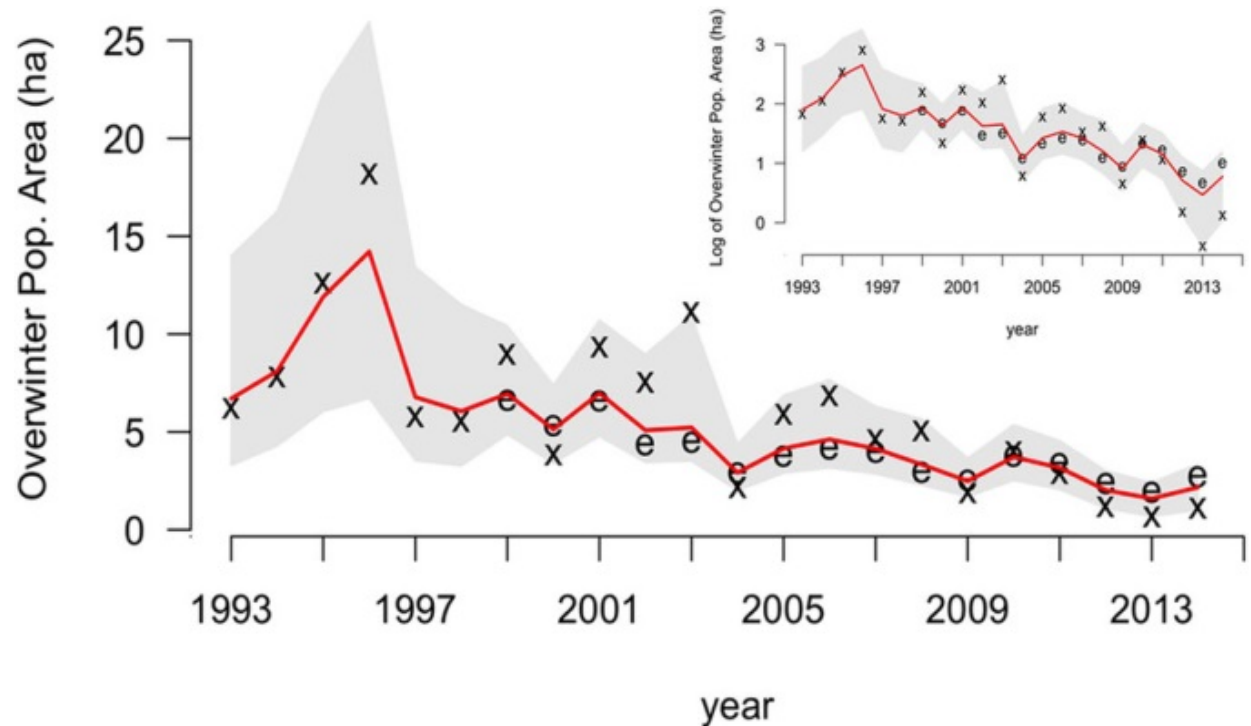 Overwinter Pop. Area (ha)
25
20
15
10
5
0
x x x x x x x x x x x x x x x x x x x x x x
e e e e e e e e e e e e e e e e
1993 1997 2001 2005 2009 2013
year
Log of Overwinter Pop. Area (ha)
3
2
1
0
x x x x x x x x x x x x x x x x x x x x x x
e e e e e e e e e e e e e e e e
1993 1997 2001 2005 2009 2013
year